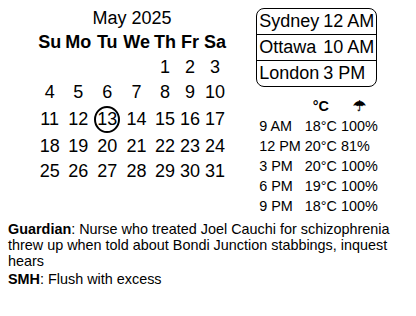 May 2025
Su Mo Tu We Th Fr Sa
1 2 3
4 5 6 7 8 9 10
11 12 13 14 15 16 17
18 19 20 21 22 23 24
25 26 27 28 29 30 31
Sydney 12 AM
Ottawa 10 AM
London 3 PM
°C ☂
9 AM 18°C 100%
12 PM 20°C 81%
3 PM 20°C 100%
6 PM 19°C 100%
9 PM 18°C 100%
Guardian: Nurse who treated Joel Cauchi for schizophrenia
threw up when told about Bondi Junction stabbings, inquest
hears
SMH: Flush with excess